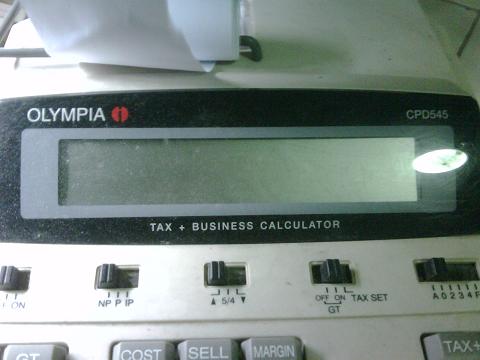 OLYMPIA CPD545
TAX + BUSINESS CALCULATOR
ON NP P IP ▲ 5/4 ▼ OFF ON TAX SET A 0 2 3 4 F
GT
GT COST SELL MARGIN TAX+